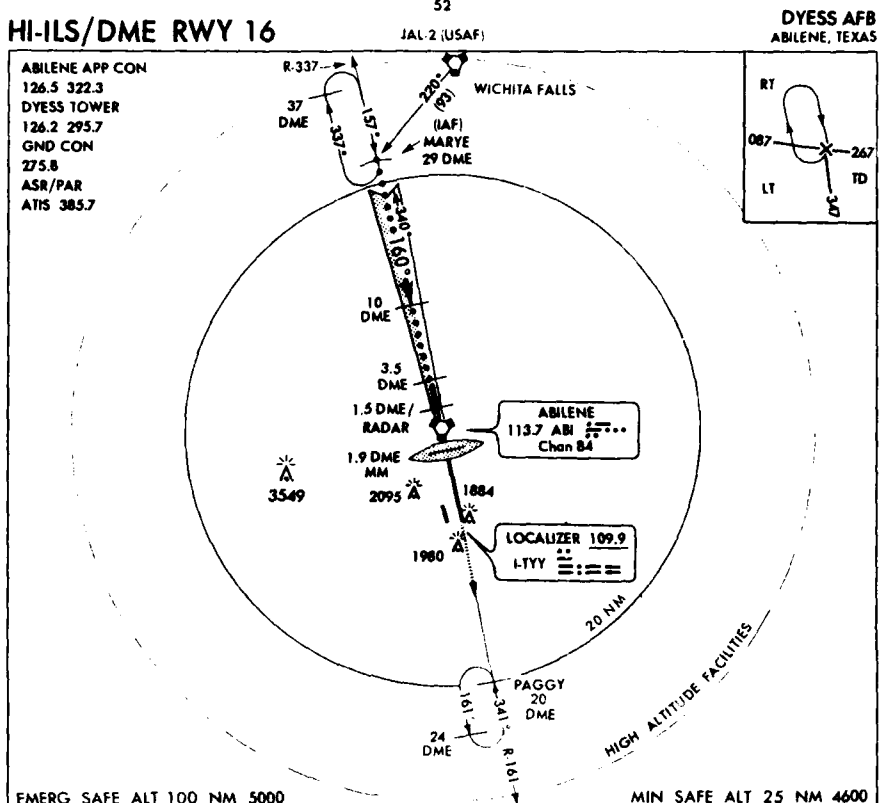 52
HI-ILS/DME RWY 16
JAL-2 (USAF)
DYESS AFB
ABILENE, TEXAS
ABILENE APP CON
126.5 322.3
DYESS TOWER
126.2 295.7
GND CON
275.8
ASR/PAR
ATIS 385.7
R-337
37
DME
337°
157°
220°
(93)
WICHITA FALLS
(IAF)
MARYE
29 DME
RT
087
267
LT
TD
347
R-340°
160°
10
DME
3.5
DME
1.5 DME/
RADAR
ABILENE
113.7 ABI
Chan 84
1.9 DME
MM
3549
2095
1884
1980
LOCALIZER 109.9
I-TYY
20 NM
HIGH ALTITUDE FACILITIES
PAGGY
20
DME
161°
341°
24
DME
R-161
EMERG SAFE ALT 100 NM 5000
MIN SAFE ALT 25 NM 4600